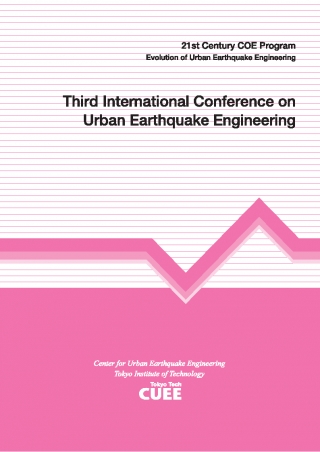 21st Century COE Program
Evolution of Urban Earthquake Engineering
Third International Conference on
Urban Earthquake Engineering
Center for Urban Earthquake Engineering
Tokyo Institute of Technology
Tokyo Tech
CUEE